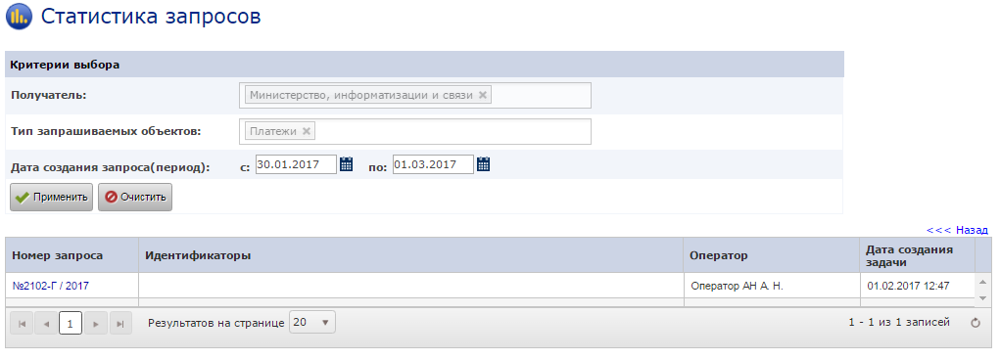 Статистика запросов
Критерии выбора
Получатель: Министерство, информатизации и связи
Тип запрашиваемых объектов: Платежи
Дата создания запроса(период): с: 30.01.2017 по: 01.03.2017
Применить Очистить
<<< Назад
Номер запроса Идентификаторы Оператор Дата создания задачи
№2102-Г / 2017 Оператор АН А. Н. 01.02.2017 12:47
1 Результатов на странице 20 1 - 1 из 1 записей